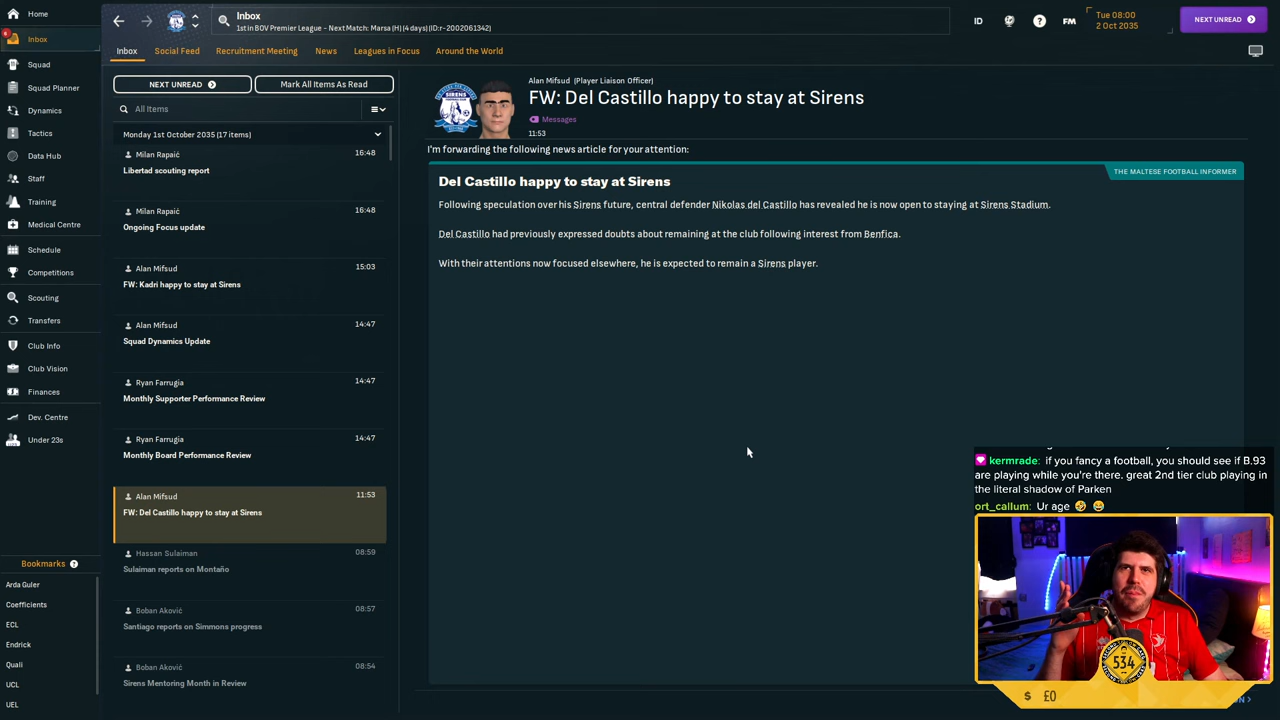 Home
Inbox
Squad
Squad Planner
Dynamics
Tactics
Data Hub
Staff
Training
Medical Centre
Schedule
Competitions
Scouting
Transfers
Club Info
Club Vision
Finances
Dev. Centre
Under 23s
Bookmarks ?
Arda Guler
Coefficients
ECL
Endrick
Quali
UCL
UEL
Inbox
1st in BOV Premier League - Next Match: Marsa (H) (4 days) (ID:r-2002061342)
ID
?
FM
Tue 08:00
2 Oct 2035
NEXT UNREAD
Inbox
Social Feed
Recruitment Meeting
News
Leagues in Focus
Around the World
NEXT UNREAD
Mark All Items As Read
All Items
Monday 1st October 2035 (17 items)
Milan Rapaić 16:48
Libertad scouting report
Milan Rapaić 16:48
Ongoing Focus update
Alan Mifsud 15:03
FW: Kadri happy to stay at Sirens
Alan Mifsud 14:47
Squad Dynamics Update
Ryan Farrugia 14:47
Monthly Supporter Performance Review
Ryan Farrugia 14:47
Monthly Board Performance Review
Alan Mifsud 11:53
FW: Del Castillo happy to stay at Sirens
Hassan Sulaiman 08:59
Sulaiman reports on Montaño
Boban Aković 08:57
Santiago reports on Simmons progress
Boban Aković 08:54
Sirens Mentoring Month in Review
Alan Mifsud (Player Liaison Officer)
FW: Del Castillo happy to stay at Sirens
Messages
11:53
I'm forwarding the following news article for your attention:
THE MALTESE FOOTBALL INFORMER
Del Castillo happy to stay at Sirens
Following speculation over his Sirens future, central defender Nikolas del Castillo has revealed he is now open to staying at Sirens Stadium.
Del Castillo had previously expressed doubts about remaining at the club following interest from Benfica.
With their attentions now focused elsewhere, he is expected to remain a Sirens player.
kermrade: if you fancy a football, you should see if B.93
are playing while you're there. great 2nd tier club playing in
the literal shadow of Parken
ort_callum: Ur age 🤣 😂
534
$ £0